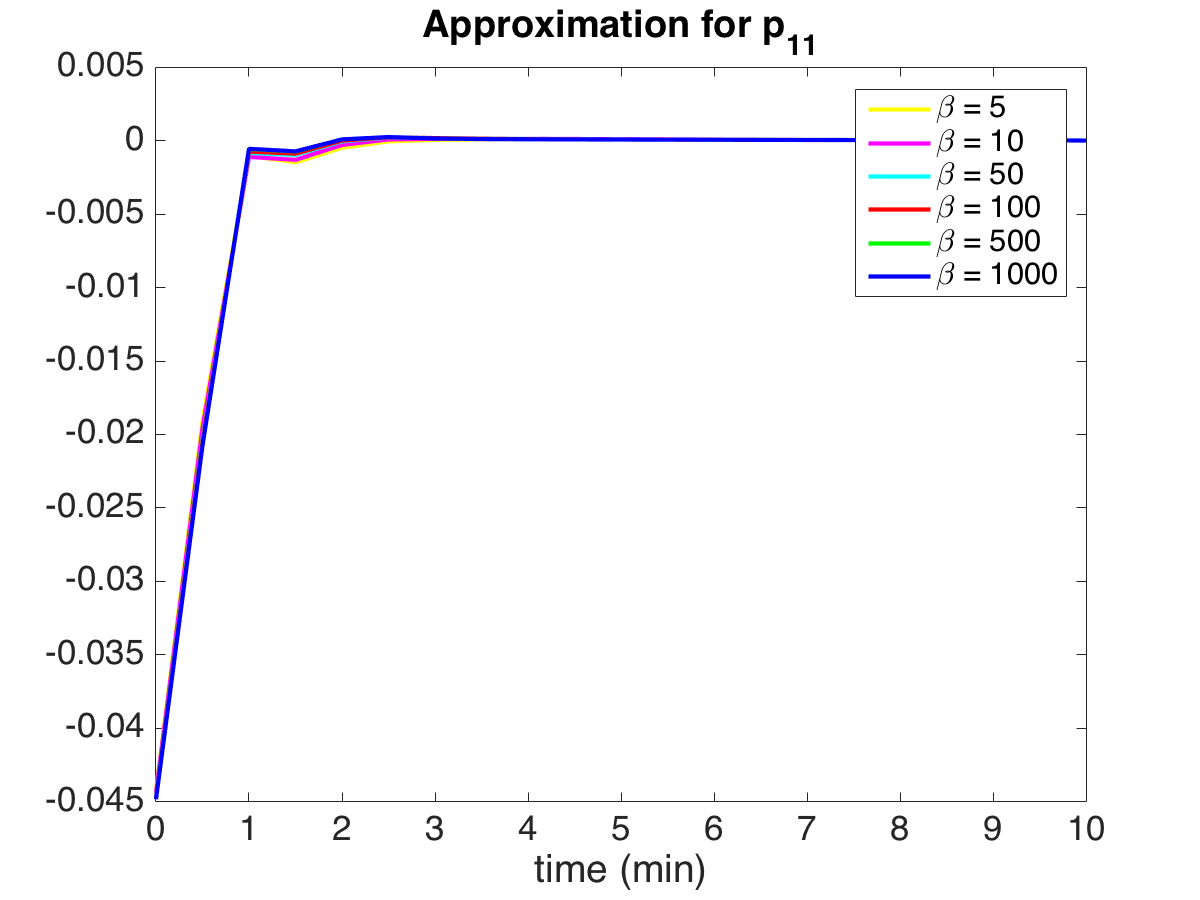 Approximation for p₁₁
0.005
0
-0.005
-0.01
-0.015
-0.02
-0.025
-0.03
-0.035
-0.04
-0.045
β = 5
β = 10
β = 50
β = 100
β = 500
β = 1000
0 1 2 3 4 5 6 7 8 9 10
time (min)